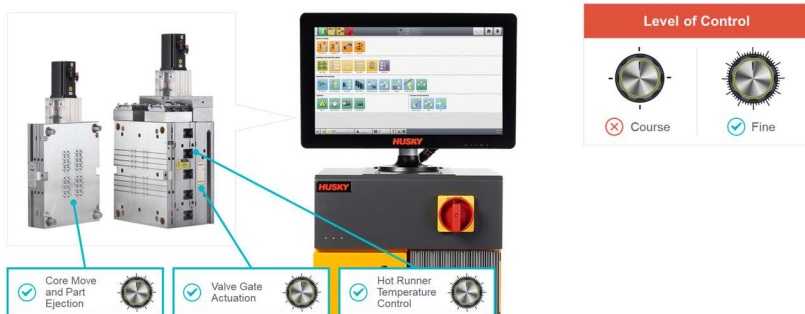 Level of Control
Course
Fine
HUSKY
HUSKY
Core Move
and Part
Ejection
Valve Gate
Actuation
Hot Runner
Temperature
Control